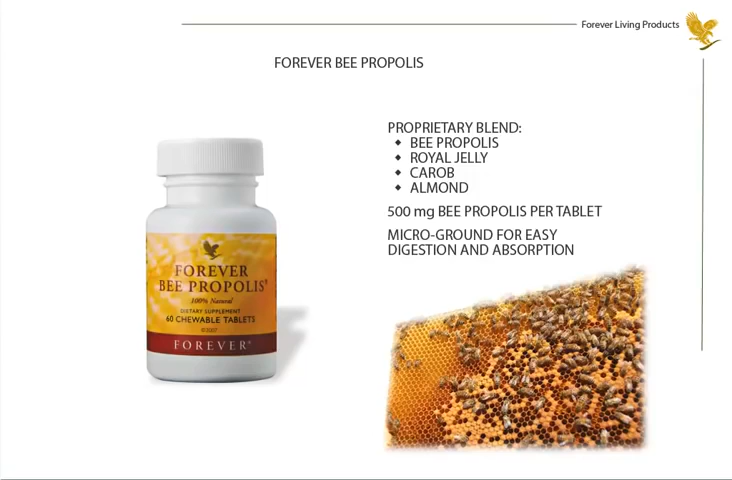 Forever Living Products
FOREVER BEE PROPOLIS
PROPRIETARY BLEND:
BEE PROPOLIS
ROYAL JELLY
CAROB
ALMOND
500 mg BEE PROPOLIS PER TABLET
MICRO-GROUND FOR EASY
DIGESTION AND ABSORPTION
FOREVER
BEE PROPOLIS®
100% Natural
DIETARY SUPPLEMENT
60 CHEWABLE TABLETS
FOREVER®